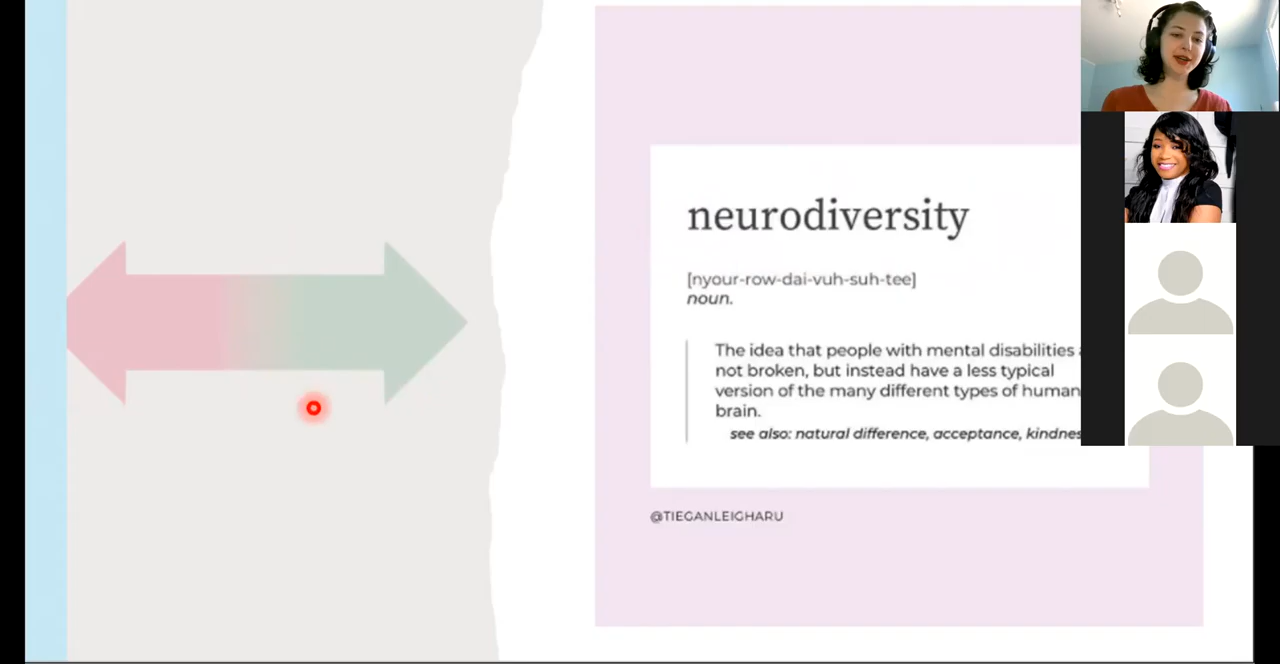 neurodiversity
[nyour-row-dai-vuh-suh-tee]
noun.
The idea that people with mental disabilities
not broken, but instead have a less typical
version of the many different types of human
brain.
see also: natural difference, acceptance,
@TIEGANLEIGHARU